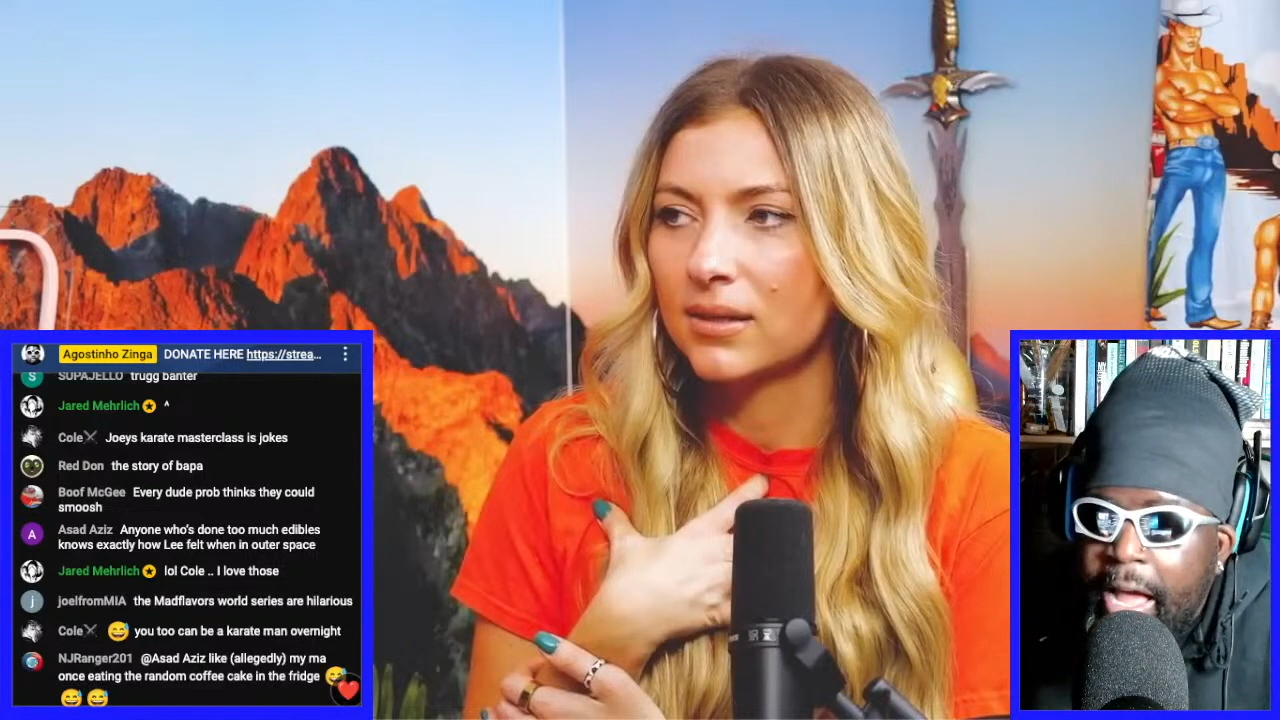 Agostinho Zinga DONATE HERE https://strea...
SUPAJELLO trugg banter
Jared Mehrlich ^
Cole⚔ Joeys karate masterclass is jokes
Red Don the story of bapa
Boof McGee Every dude prob thinks they could
smoosh
A Asad Aziz Anyone who's done too much edibles
knows exactly how Lee felt when in outer space
Jared Mehrlich lol Cole .. I love those
j joelfromMIA the Madflavors world series are hilarious
Cole⚔ 😅 you too can be a karate man overnight
NJRanger201 @Asad Aziz like (allegedly) my ma
once eating the random coffee cake in the fridge 😅
😅 😅